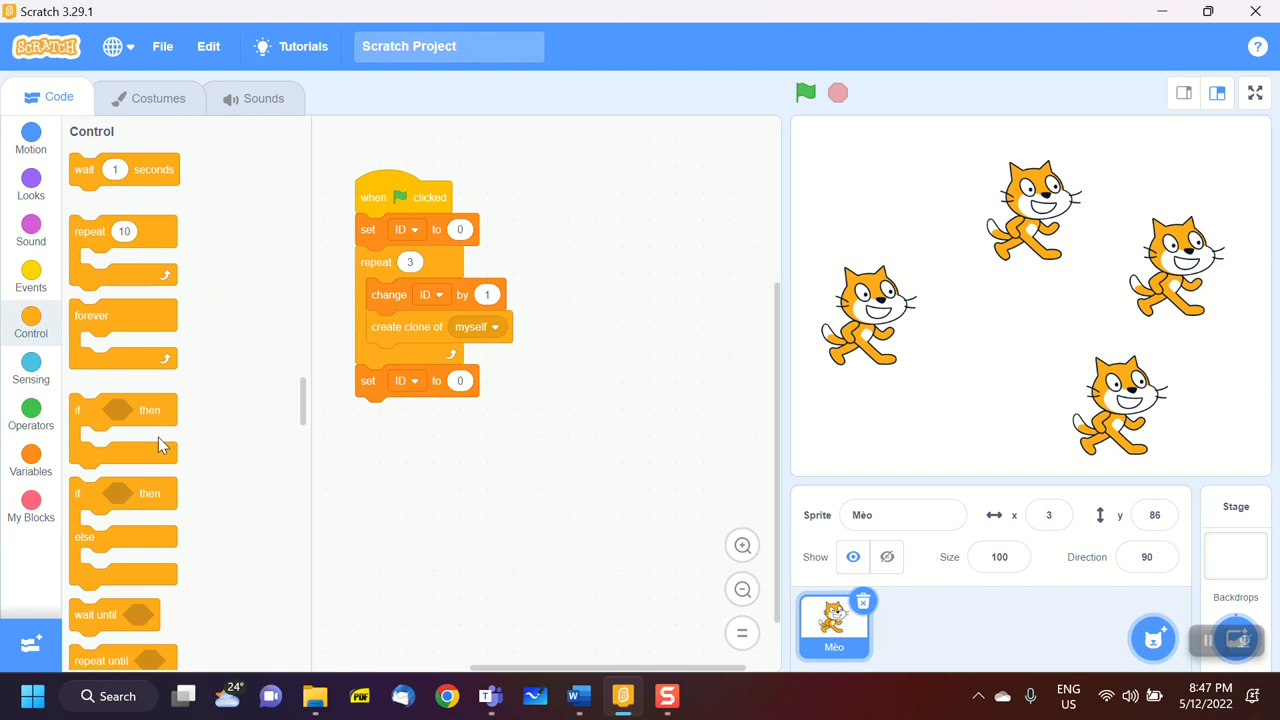 Scratch 3.29.1
SCRATCH
File
Edit
Tutorials
Scratch Project
?
Code
Costumes
Sounds
Motion
Looks
Sound
Events
Control
Sensing
Operators
Variables
My Blocks
Control
wait 1 seconds
repeat 10
forever
if then
if then
else
wait until
repeat until
when clicked
set ID to 0
repeat 3
change ID by 1
create clone of myself
set ID to 0
Sprite Mèo x 3 y 86
Show Size 100 Direction 90
Mèo
Stage
Backdrops
Search
24°
PDF
ENG
US
8:47 PM
5/12/2022